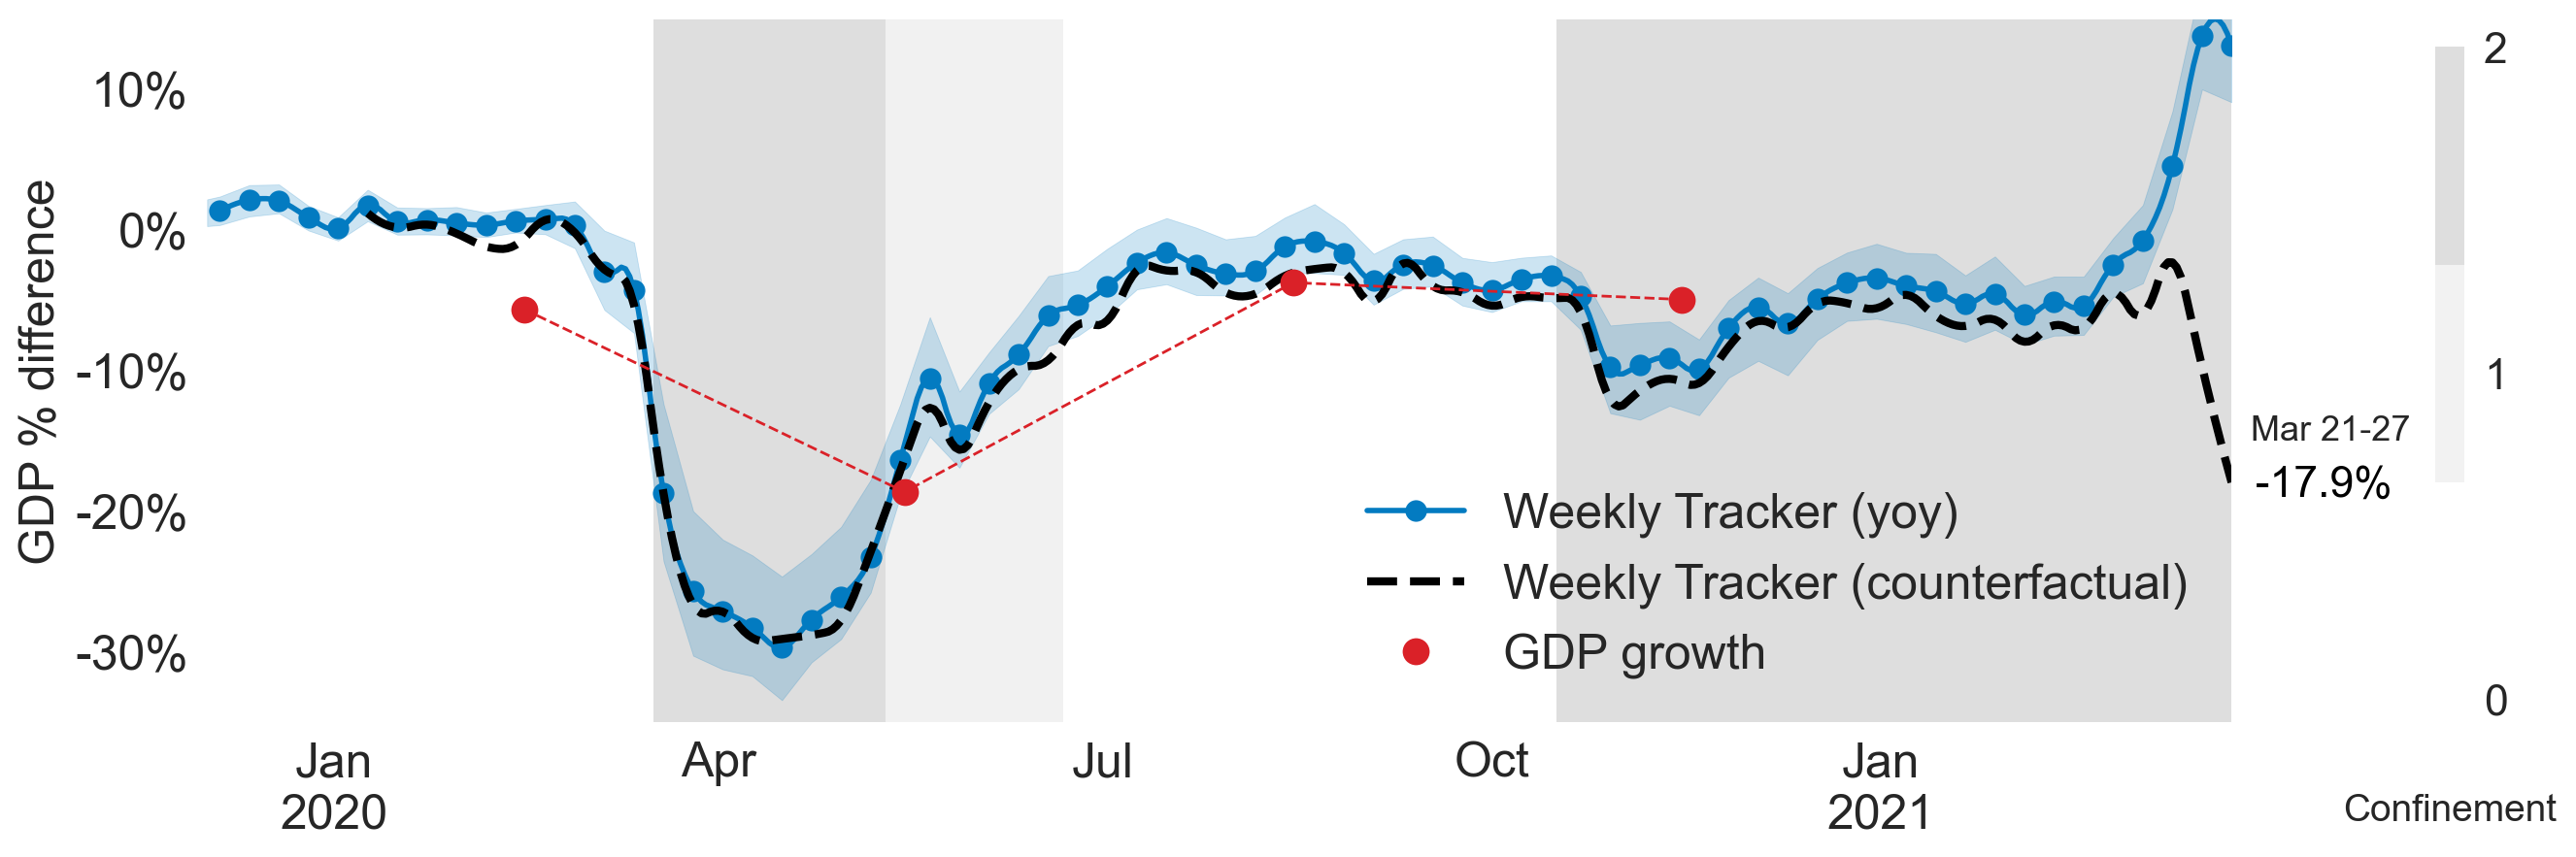 GDP % difference
10%
0%
-10%
-20%
-30%
Jan
2020
Apr
Jul
Oct
Jan
2021
Weekly Tracker (yoy)
Weekly Tracker (counterfactual)
GDP growth
Mar 21-27
-17.9%
2
1
0
Confinement